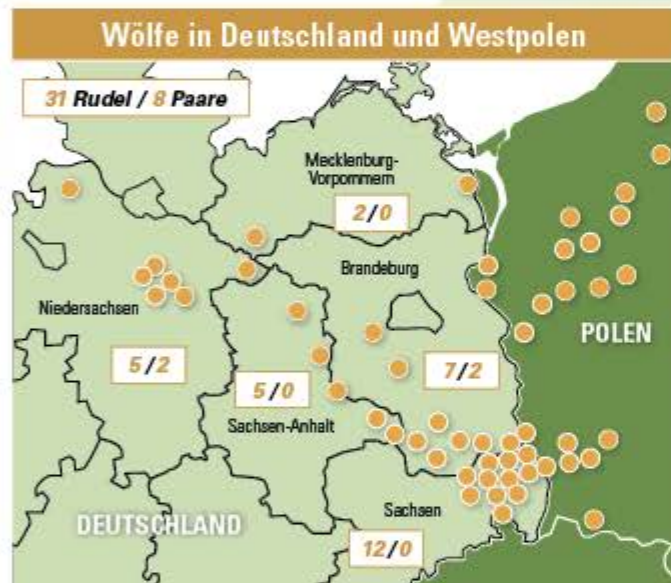 Wölfe in Deutschland und Westpolen
31 Rudel / 8 Paare
Mecklenburg-
Vorpommern
2/0
Brandeburg
Niedersachsen
POLEN
5/2
5/0
7/2
Sachsen-Anhalt
DEUTSCHLAND
Sachsen
12/0